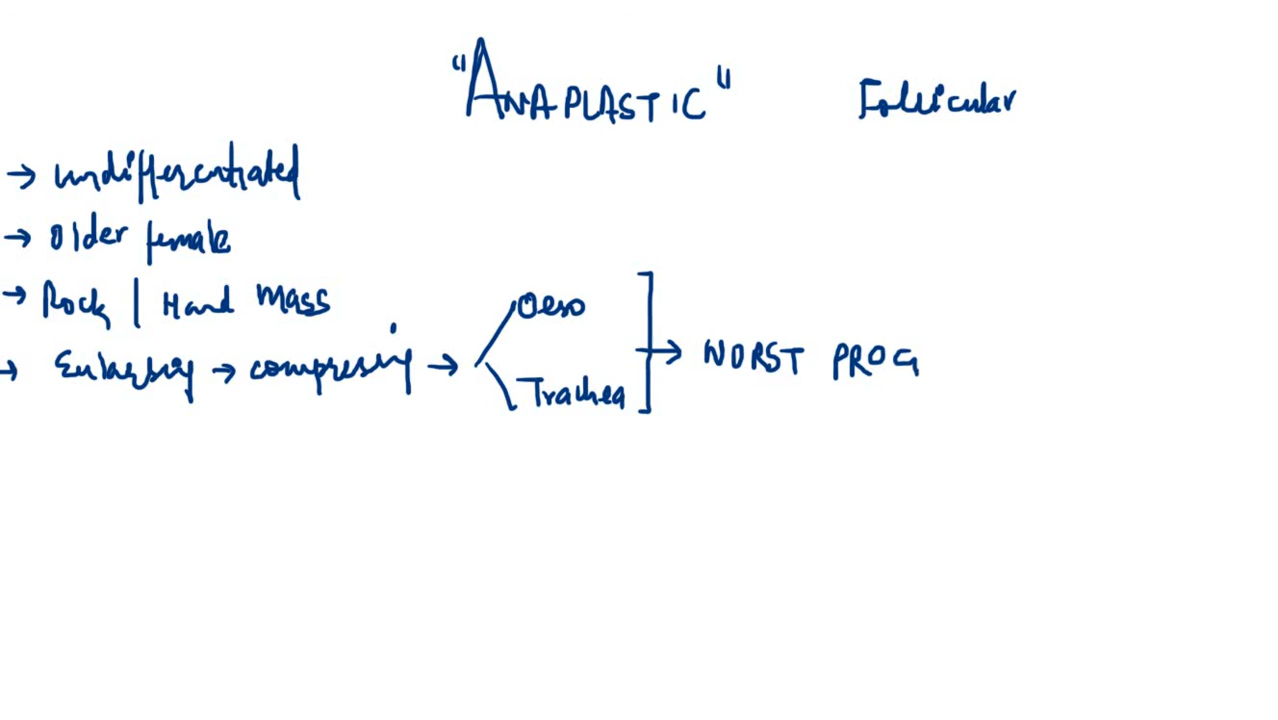 "ANAPLASTIC" Follicular
→ undifferentiated
→ Older female
→ Rock | Hard Mass
→ Enlarging → compressing → Oeso
Trachea
→ WORST PROG